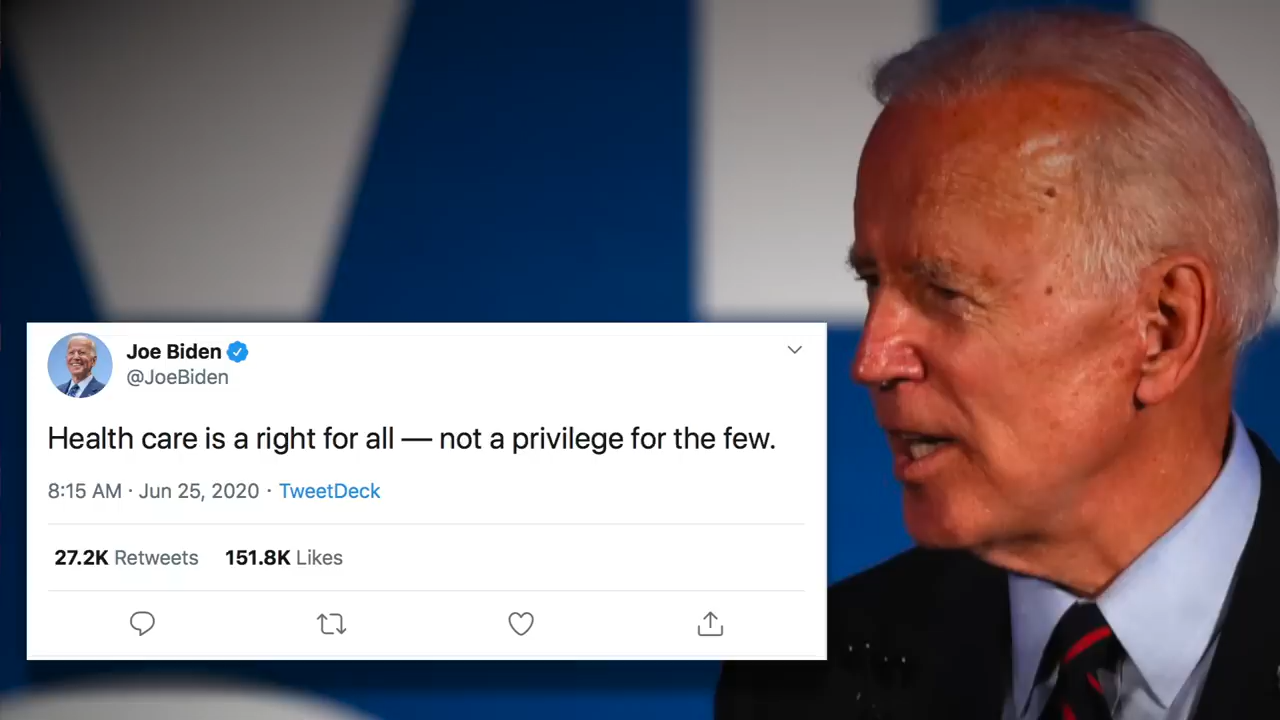 Joe Biden
@JoeBiden
Health care is a right for all — not a privilege for the few.
8:15 AM · Jun 25, 2020 · TweetDeck
27.2K Retweets 151.8K Likes